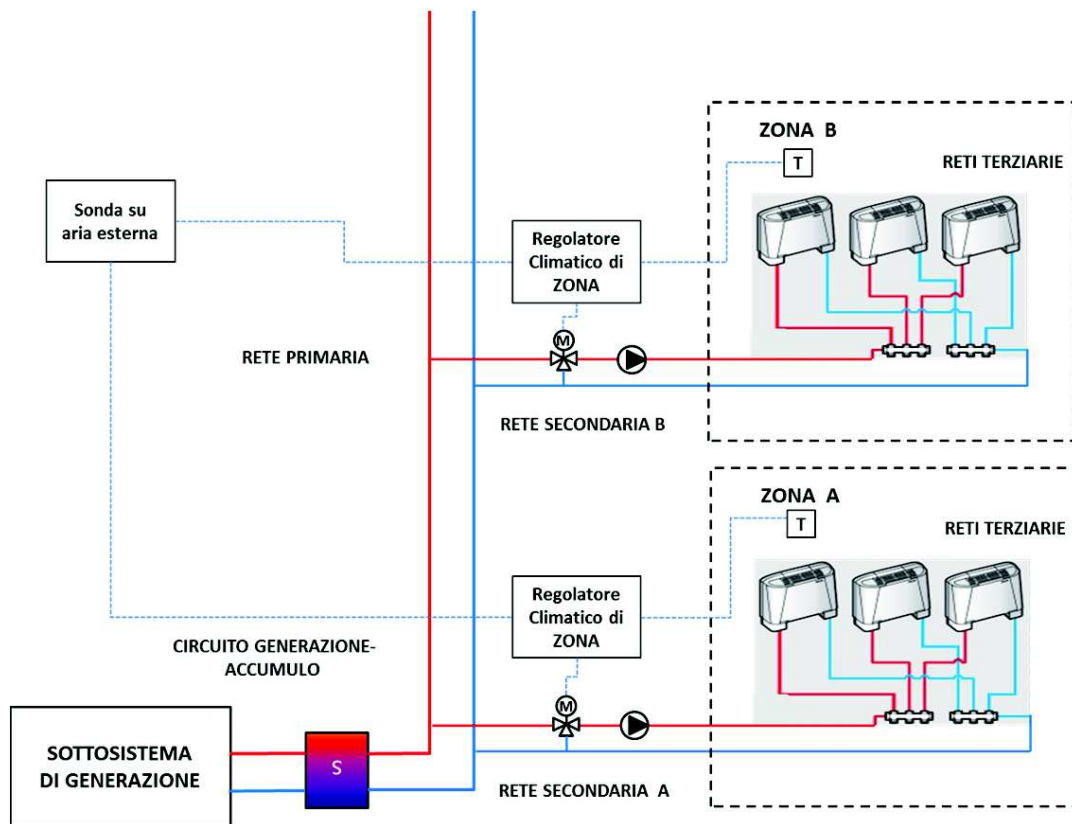 ZONA B
T
RETI TERZIARIE
Sonda su
aria esterna
Regolatore
Climatico di
ZONA
M
RETE PRIMARIA
RETE SECONDARIA B
ZONA A
T
RETI TERZIARIE
Regolatore
Climatico di
ZONA
CIRCUITO GENERAZIONE-
ACCUMULO
M
SOTTOSISTEMA
DI GENERAZIONE
S
RETE SECONDARIA A